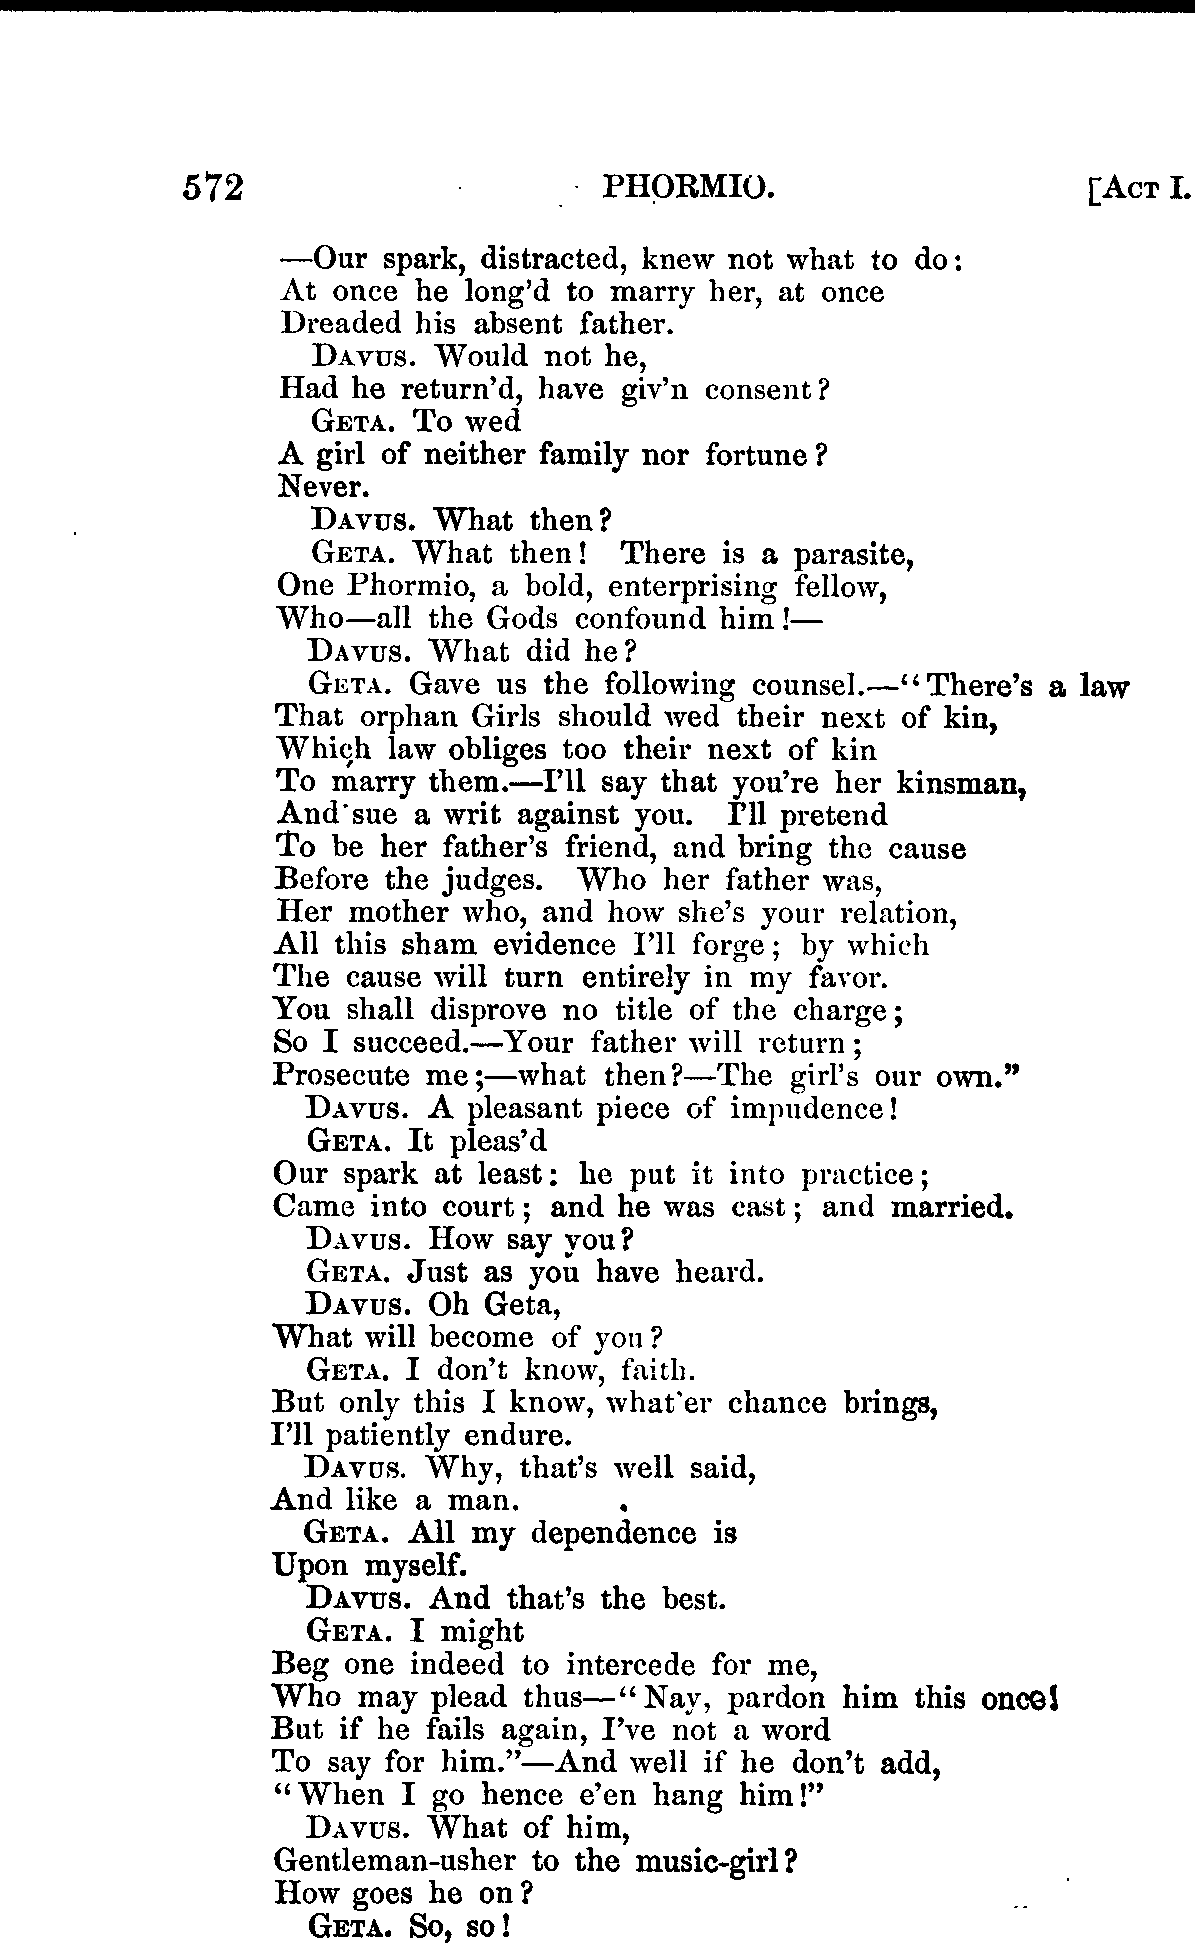 572 PHORMIO. [ACT I.
—Our spark, distracted, knew not what to do:
At once he long'd to marry her, at once
Dreaded his absent father.
DAVUS. Would not he,
Had he return'd, have giv'n consent?
GETA. To wed
A girl of neither family nor fortune?
Never.
DAVUS. What then?
GETA. What then! There is a parasite,
One Phormio, a bold, enterprising fellow,
Who—all the Gods confound him!—
DAVUS. What did he?
GETA. Gave us the following counsel.—"There's a law
That orphan Girls should wed their next of kin,
Which law obliges too their next of kin
To marry them.—I'll say that you're her kinsman,
And sue a writ against you. I'll pretend
To be her father's friend, and bring the cause
Before the judges. Who her father was,
Her mother who, and how she's your relation,
All this sham evidence I'll forge; by which
The cause will turn entirely in my favor.
You shall disprove no title of the charge;
So I succeed.—Your father will return;
Prosecute me;—what then?—The girl's our own."
DAVUS. A pleasant piece of impudence!
GETA. It pleas'd
Our spark at least: he put it into practice;
Came into court; and he was cast; and married.
DAVUS. How say you?
GETA. Just as you have heard.
DAVUS. Oh Geta,
What will become of you?
GETA. I don't know, faith.
But only this I know, what'er chance brings,
I'll patiently endure.
DAVUS. Why, that's well said,
And like a man.
GETA. All my dependence is
Upon myself.
DAVUS. And that's the best.
GETA. I might
Beg one indeed to intercede for me,
Who may plead thus—"Nay, pardon him this once!
But if he fails again, I've not a word
To say for him."—And well if he don't add,
"When I go hence e'en hang him!"
DAVUS. What of him,
Gentleman-usher to the music-girl?
How goes he on?
GETA. So, so!